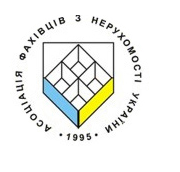 АСОЦІАЦІЯ ФАХІВЦІВ З НЕРУХОМОСТІ УКРАЇНИ
• 1995 •